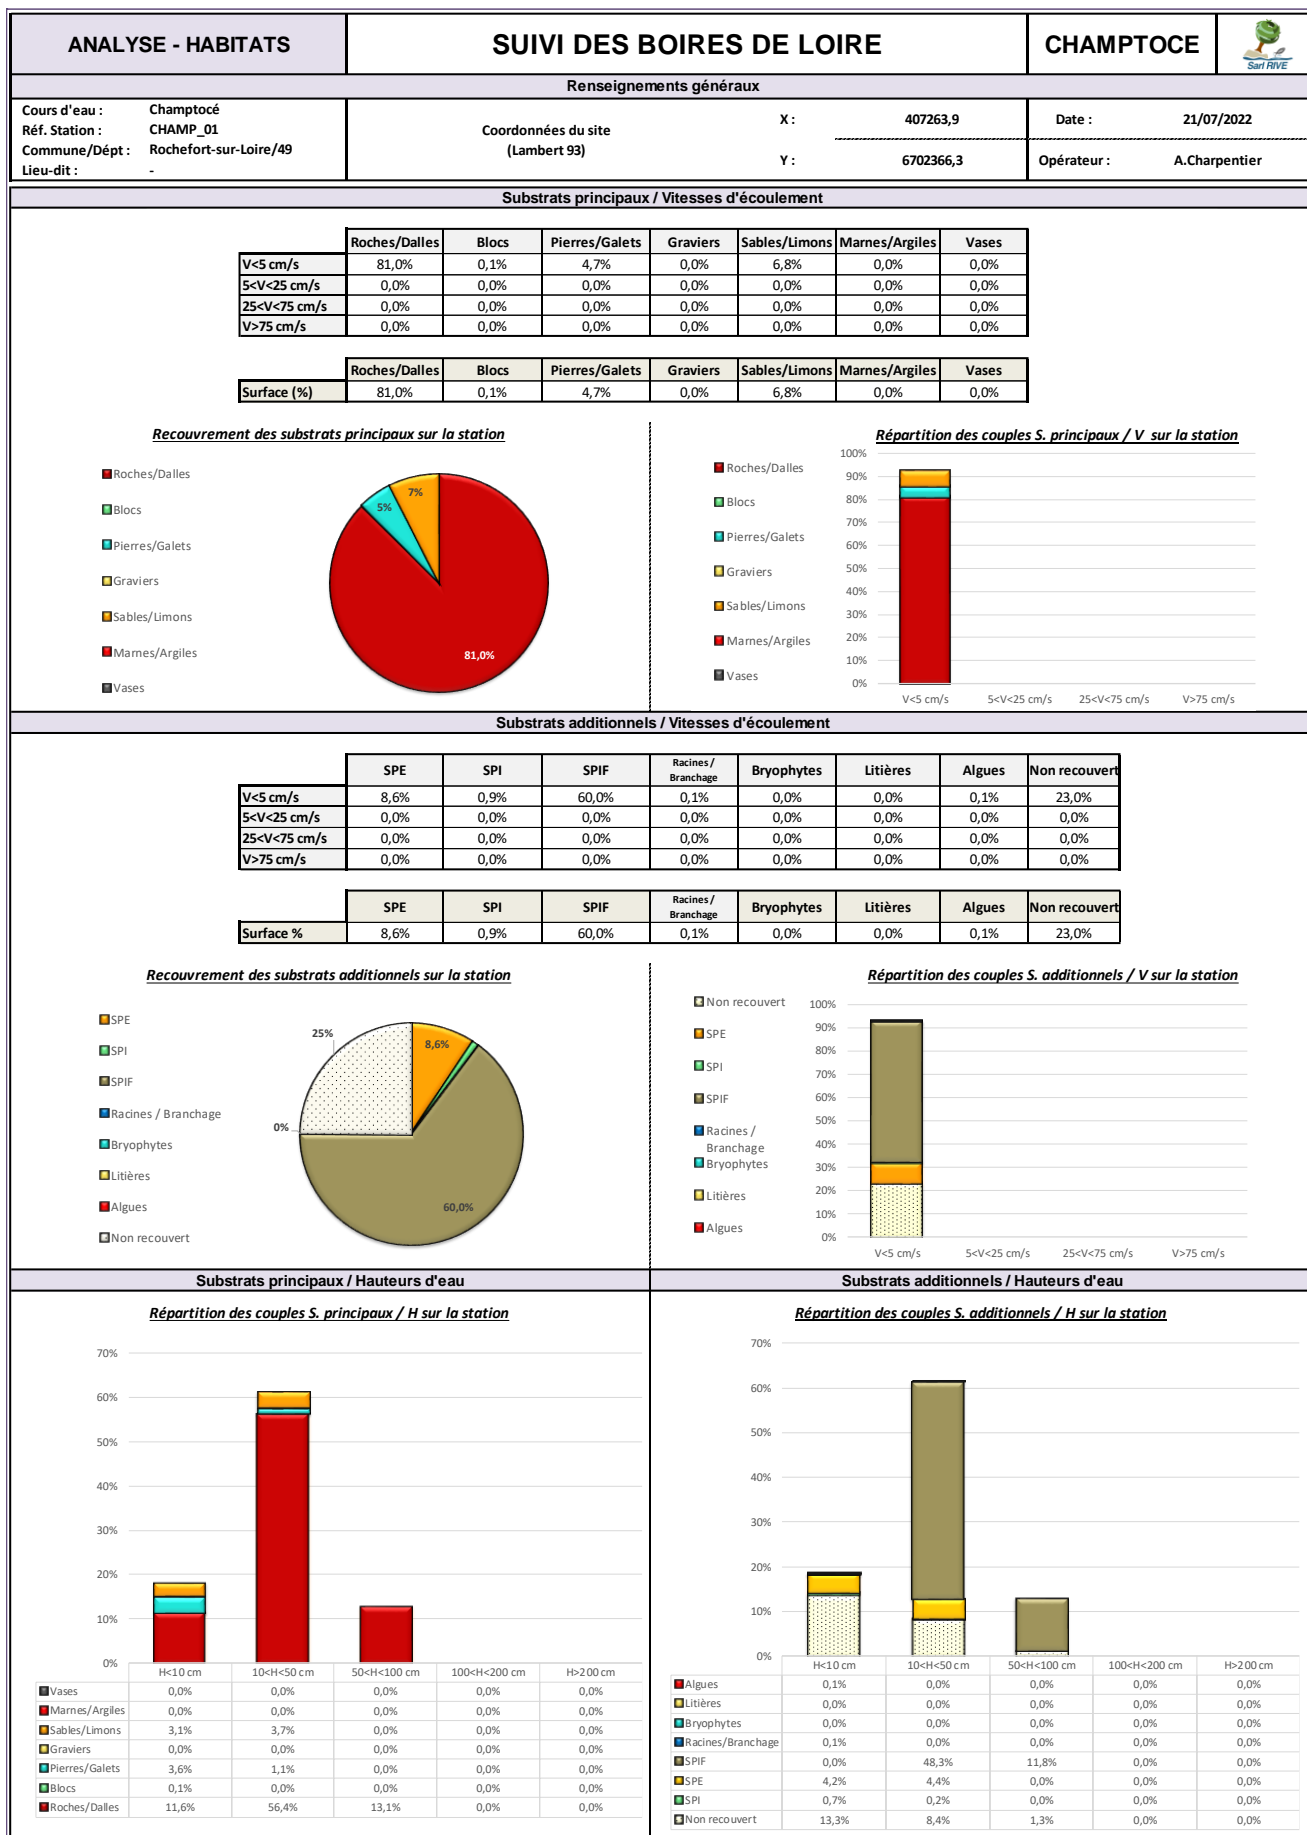 ANALYSE - HABITATS
SUIVI DES BOIRES DE LOIRE
CHAMPTOCE
Sarl RIVE
Renseignements généraux
Cours d'eau : Champtocé
Réf. Station : CHAMP_01
Commune/Dépt : Rochefort-sur-Loire/49
Lieu-dit : -
Coordonnées du site
(Lambert 93)
X : 407263,9
Y : 6702366,3
Date : 21/07/2022
Opérateur : A.Charpentier
Substrats principaux / Vitesses d'écoulement
Roches/Dalles Blocs Pierres/Galets Graviers Sables/Limons Marnes/Argiles Vases
V<5 cm/s 81,0% 0,1% 4,7% 0,0% 6,8% 0,0% 0,0%
5<V<25 cm/s 0,0% 0,0% 0,0% 0,0% 0,0% 0,0% 0,0%
25<V<75 cm/s 0,0% 0,0% 0,0% 0,0% 0,0% 0,0% 0,0%
V>75 cm/s 0,0% 0,0% 0,0% 0,0% 0,0% 0,0% 0,0%
Roches/Dalles Blocs Pierres/Galets Graviers Sables/Limons Marnes/Argiles Vases
Surface (%) 81,0% 0,1% 4,7% 0,0% 6,8% 0,0% 0,0%
Recouvrement des substrats principaux sur la station
Roches/Dalles
Blocs
Pierres/Galets
Graviers
Sables/Limons
Marnes/Argiles
Vases
7%
5%
81,0%
Répartition des couples S. principaux / V sur la station
Roches/Dalles
Blocs
Pierres/Galets
Graviers
Sables/Limons
Marnes/Argiles
Vases
100%
90%
80%
70%
60%
50%
40%
30%
20%
10%
0%
V<5 cm/s 5<V<25 cm/s 25<V<75 cm/s V>75 cm/s
Substrats additionnels / Vitesses d'écoulement
SPE SPI SPIF Racines / Branchage Bryophytes Litières Algues Non recouvert
V<5 cm/s 8,6% 0,9% 60,0% 0,1% 0,0% 0,0% 0,1% 23,0%
5<V<25 cm/s 0,0% 0,0% 0,0% 0,0% 0,0% 0,0% 0,0% 0,0%
25<V<75 cm/s 0,0% 0,0% 0,0% 0,0% 0,0% 0,0% 0,0% 0,0%
V>75 cm/s 0,0% 0,0% 0,0% 0,0% 0,0% 0,0% 0,0% 0,0%
SPE SPI SPIF Racines / Branchage Bryophytes Litières Algues Non recouvert
Surface % 8,6% 0,9% 60,0% 0,1% 0,0% 0,0% 0,1% 23,0%
Recouvrement des substrats additionnels sur la station
SPE
SPI
SPIF
Racines / Branchage
Bryophytes
Litières
Algues
Non recouvert
25%
8,6%
0%
60,0%
Répartition des couples S. additionnels / V sur la station
Non recouvert
SPE
SPI
SPIF
Racines /
Branchage
Bryophytes
Litières
Algues
100%
90%
80%
70%
60%
50%
40%
30%
20%
10%
0%
V<5 cm/s 5<V<25 cm/s 25<V<75 cm/s V>75 cm/s
Substrats principaux / Hauteurs d'eau
Répartition des couples S. principaux / H sur la station
70%
60%
50%
40%
30%
20%
10%
0%
H<10 cm 10<H<50 cm 50<H<100 cm 100<H<200 cm H>200 cm
Vases 0,0% 0,0% 0,0% 0,0% 0,0%
Marnes/Argiles 0,0% 0,0% 0,0% 0,0% 0,0%
Sables/Limons 3,1% 3,7% 0,0% 0,0% 0,0%
Graviers 0,0% 0,0% 0,0% 0,0% 0,0%
Pierres/Galets 3,6% 1,1% 0,0% 0,0% 0,0%
Blocs 0,1% 0,0% 0,0% 0,0% 0,0%
Roches/Dalles 11,6% 56,4% 13,1% 0,0% 0,0%
Substrats additionnels / Hauteurs d'eau
Répartition des couples S. additionnels / H sur la station
70%
60%
50%
40%
30%
20%
10%
0%
H<10 cm 10<H<50 cm 50<H<100 cm 100<H<200 cm H>200 cm
Algues 0,1% 0,0% 0,0% 0,0% 0,0%
Litières 0,0% 0,0% 0,0% 0,0% 0,0%
Bryophytes 0,0% 0,0% 0,0% 0,0% 0,0%
Racines/Branchage 0,1% 0,0% 0,0% 0,0% 0,0%
SPIF 0,0% 48,3% 11,8% 0,0% 0,0%
SPE 4,2% 4,4% 0,0% 0,0% 0,0%
SPI 0,7% 0,2% 0,0% 0,0% 0,0%
Non recouvert 13,3% 8,4% 1,3% 0,0% 0,0%